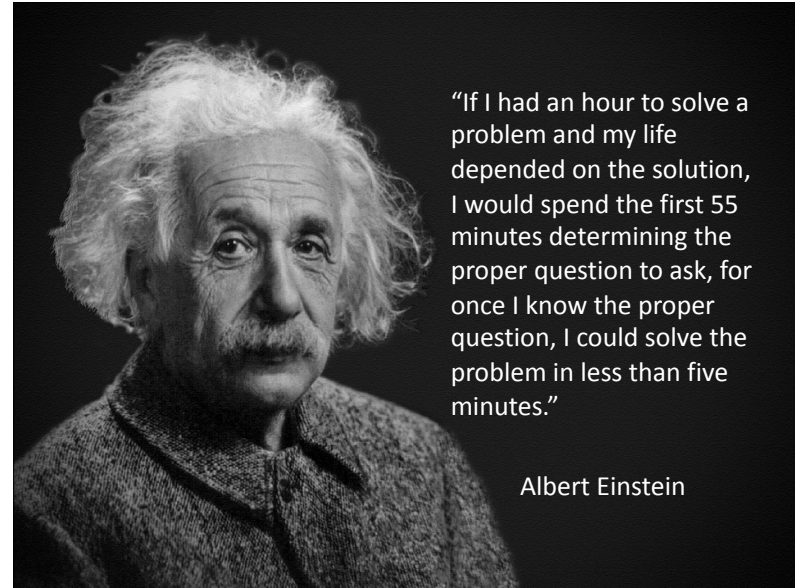 “If I had an hour to solve a
problem and my life
depended on the solution,
I would spend the first 55
minutes determining the
proper question to ask, for
once I know the proper
question, I could solve the
problem in less than five
minutes.”
Albert Einstein